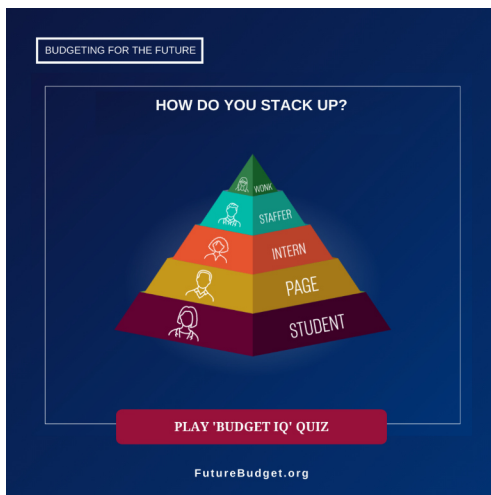 BUDGETING FOR THE FUTURE
HOW DO YOU STACK UP?
WONK
STAFFER
INTERN
PAGE
STUDENT
PLAY 'BUDGET IQ' QUIZ
FutureBudget.org